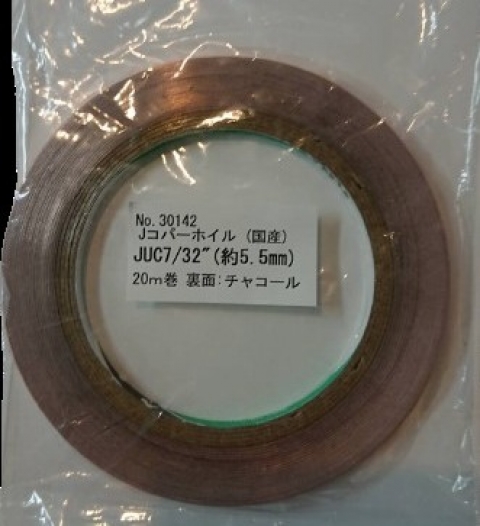 No.30142
Jコパーホイル (国産)
JUC7/32"(約5.5mm)
20m巻 裏面:チャコール